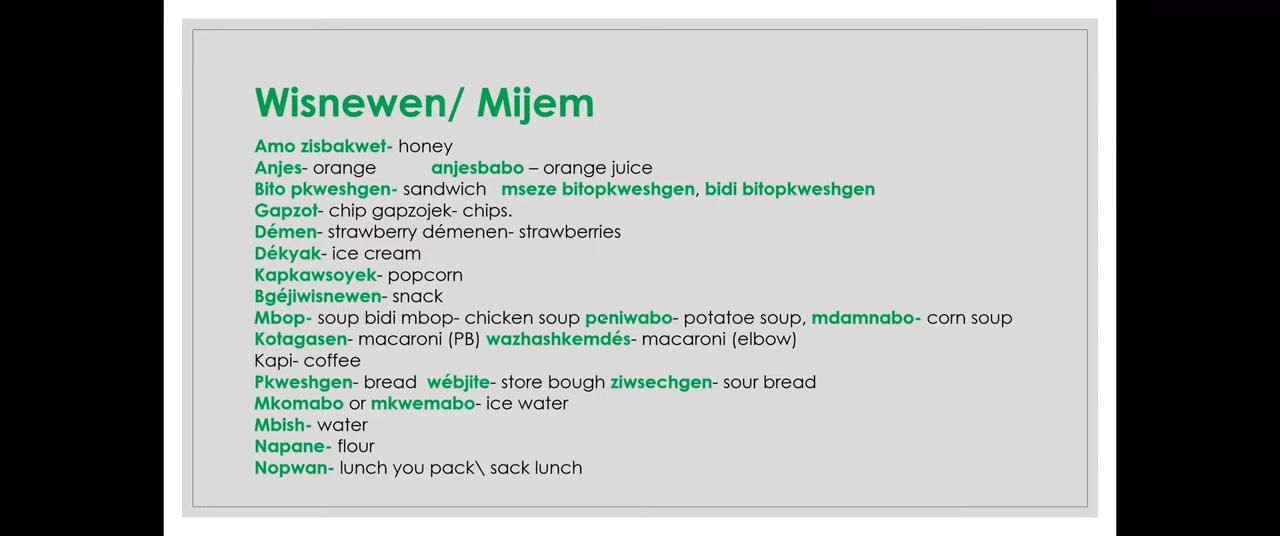 Wisnewen/ Mijem
Amo zisbakwet- honey
Anjes- orange anjesbabo – orange juice
Bito pkweshgen- sandwich mseze bitopkweshgen, bidi bitopkweshgen
Gapzot- chip gapzojek- chips.
Démen- strawberry démenen- strawberries
Dékyak- ice cream
Kapkawsoyek- popcorn
Bgéjiwisnewen- snack
Mbop- soup bidi mbop- chicken soup peniwabo- potatoe soup, mdamnabo- corn soup
Kotagasen- macaroni (PB) wazhashkemdés- macaroni (elbow)
Kapi- coffee
Pkweshgen- bread wébjite- store bough ziwsechgen- sour bread
Mkomabo or mkwemabo- ice water
Mbish- water
Napane- flour
Nopwan- lunch you pack\ sack lunch